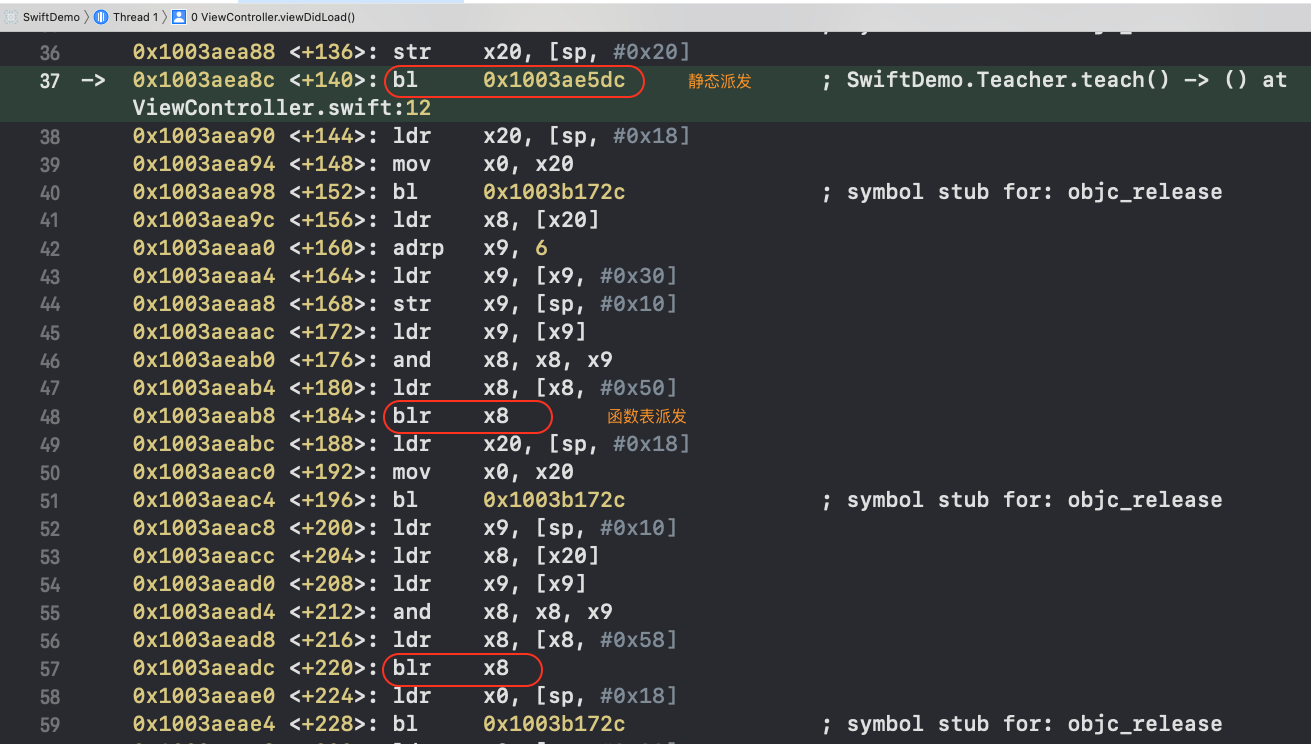 SwiftDemo 〉 Thread 1 〉 0 ViewController.viewDidLoad()
36 0x1003aea88 <+136>: str x20, [sp, #0x20]
37 -> 0x1003aea8c <+140>: bl 0x1003ae5dc 静态派发 ; SwiftDemo.Teacher.teach() -> () at
ViewController.swift:12
38 0x1003aea90 <+144>: ldr x20, [sp, #0x18]
39 0x1003aea94 <+148>: mov x0, x20
40 0x1003aea98 <+152>: bl 0x1003b172c ; symbol stub for: objc_release
41 0x1003aea9c <+156>: ldr x8, [x20]
42 0x1003aeaa0 <+160>: adrp x9, 6
43 0x1003aeaa4 <+164>: ldr x9, [x9, #0x30]
44 0x1003aeaa8 <+168>: str x9, [sp, #0x10]
45 0x1003aeaac <+172>: ldr x9, [x9]
46 0x1003aeab0 <+176>: and x8, x8, x9
47 0x1003aeab4 <+180>: ldr x8, [x8, #0x50]
48 0x1003aeab8 <+184>: blr x8 函数表派发
49 0x1003aeabc <+188>: ldr x20, [sp, #0x18]
50 0x1003aeac0 <+192>: mov x0, x20
51 0x1003aeac4 <+196>: bl 0x1003b172c ; symbol stub for: objc_release
52 0x1003aeac8 <+200>: ldr x9, [sp, #0x10]
53 0x1003aeacc <+204>: ldr x8, [x20]
54 0x1003aead0 <+208>: ldr x9, [x9]
55 0x1003aead4 <+212>: and x8, x8, x9
56 0x1003aead8 <+216>: ldr x8, [x8, #0x58]
57 0x1003aeadc <+220>: blr x8
58 0x1003aeae0 <+224>: ldr x0, [sp, #0x18]
59 0x1003aeae4 <+228>: bl 0x1003b172c ; symbol stub for: objc_release